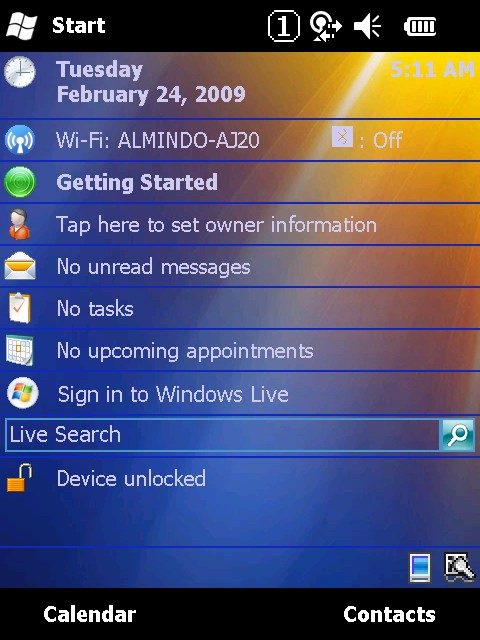 Start
1
Tuesday 5:11 AM
February 24, 2009
Wi-Fi: ALMINDO-AJ20 : Off
Getting Started
Tap here to set owner information
No unread messages
No tasks
No upcoming appointments
Sign in to Windows Live
Live Search
Device unlocked
Calendar Contacts